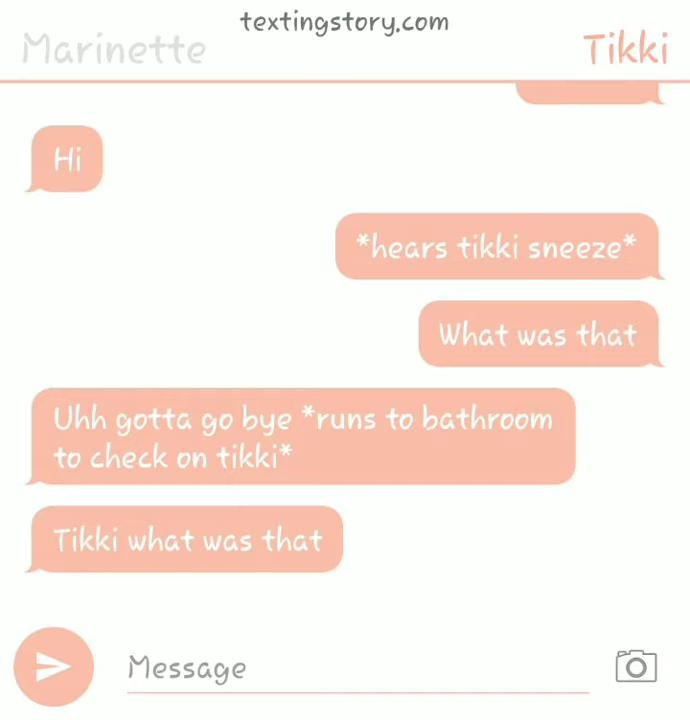 textingstory.com
Marinette
Tikki
Hi
*hears tikki sneeze*
What was that
Uhh gotta go bye *runs to bathroom
to check on tikki*
Tikki what was that
Message